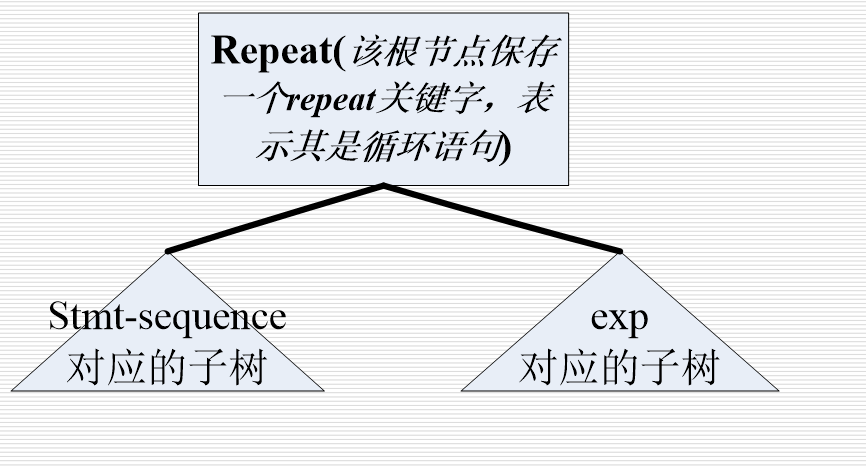 Repeat(该根节点保存
一个repeat关键字，表
示其是循环语句)
Stmt-sequence
对应的子树
exp
对应的子树